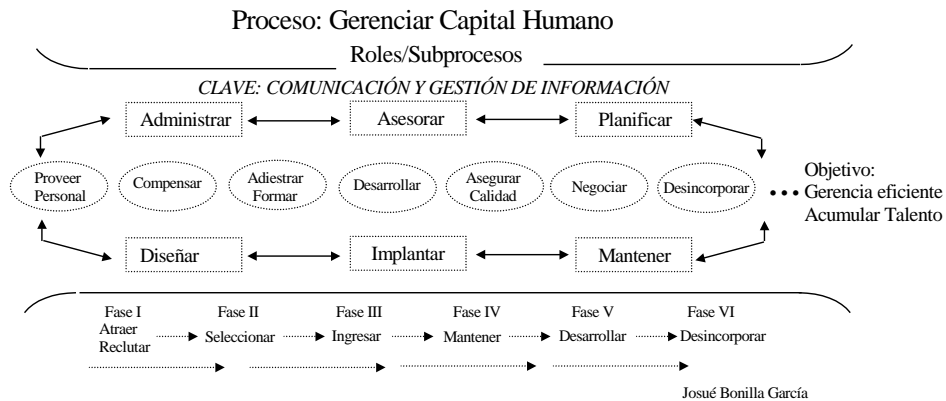 Proceso: Gerenciar Capital Humano
Roles/Subprocesos
CLAVE: COMUNICACIÓN Y GESTIÓN DE INFORMACIÓN
Administrar
Asesorar
Planificar
Proveer
Personal
Compensar
Adiestrar
Formar
Desarrollar
Asegurar
Calidad
Negociar
Desincorporar
Objetivo:
Gerencia eficiente
Acumular Talento
Diseñar
Implantar
Mantener
Fase I
Atraer
Reclutar
Fase II
Seleccionar
Fase III
Ingresar
Fase IV
Mantener
Fase V
Desarrollar
Fase VI
Desincorporar
Josué Bonilla García